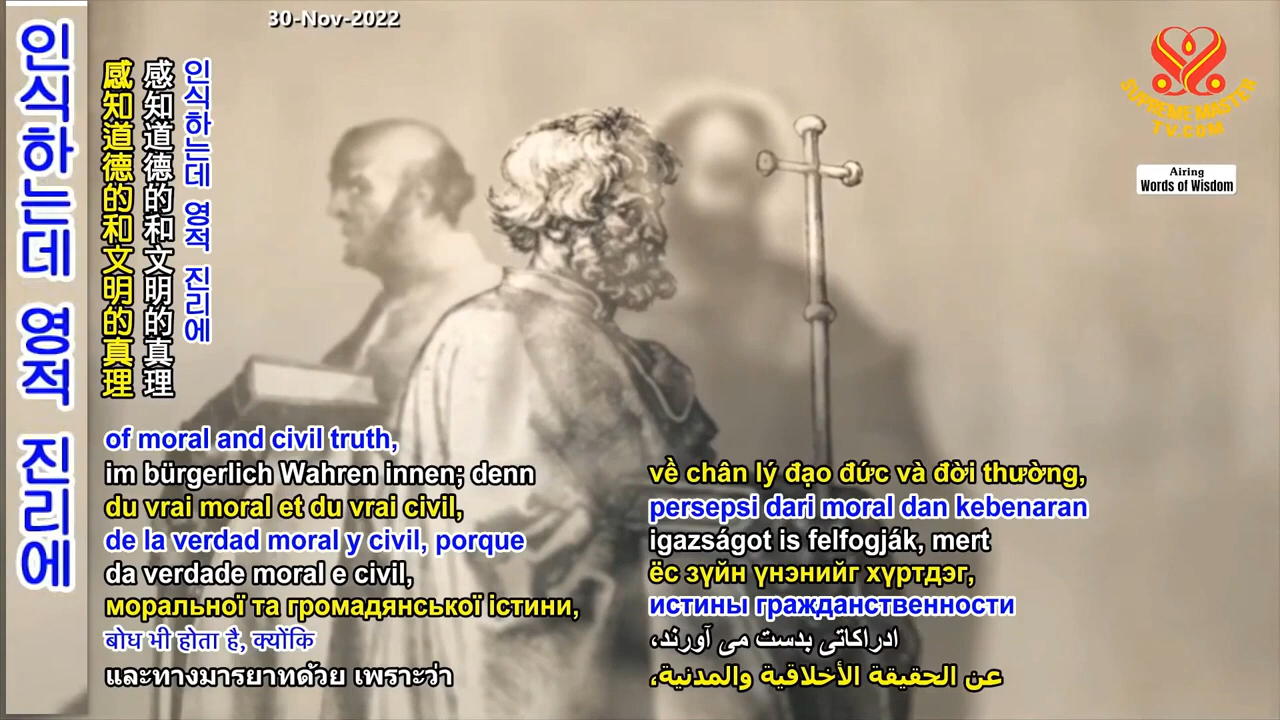 30-Nov-2022
SUPREME MASTER
TV.COM
Airing
Words of Wisdom
인식하는데 영적 진리에
感知道德的和文明的真理
感知道德的和文明的真理
인식하는데 영적 진리에
of moral and civil truth,
im bürgerlich Wahren innen; denn
du vrai moral et du vrai civil,
de la verdad moral y civil, porque
da verdade moral e civil,
моральної та громадянської істини,
बोध भी होता है, क्योंकि
และทางมารยาทด้วย เพราะว่า
về chân lý đạo đức và đời thường,
persepsi dari moral dan kebenaran
igazságot is felfogják, mert
ёс зүйн үнэнийг хүртдэг,
истины гражданственности
ادراکاتی بدست می آورند،
عن الحقيقة الأخلاقية والمدنية،